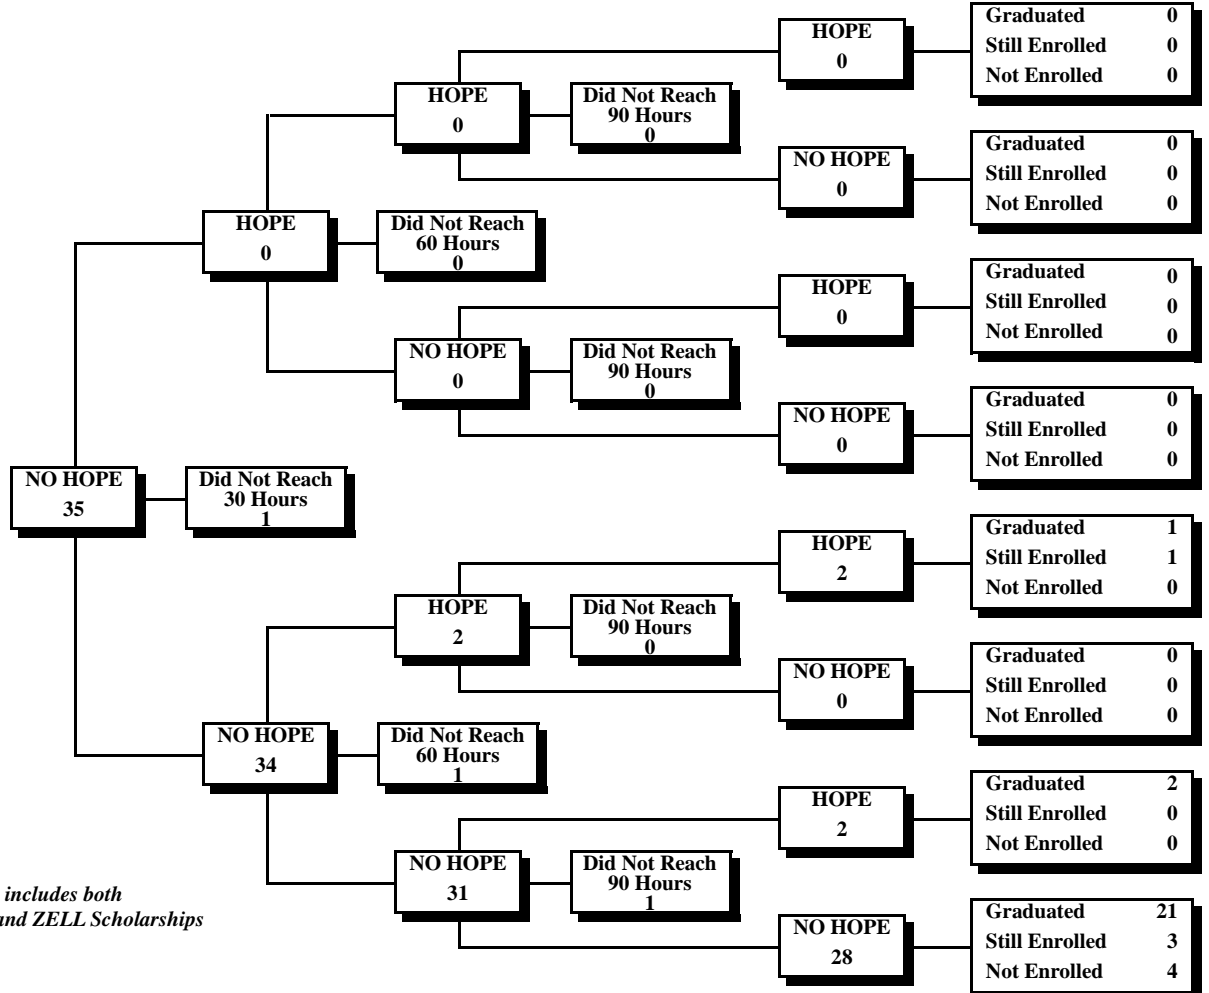 HOPE
0
Graduated 0
Still Enrolled 0
Not Enrolled 0
HOPE
0
Did Not Reach
90 Hours
0
NO HOPE
0
Graduated 0
Still Enrolled 0
Not Enrolled 0
HOPE
0
Did Not Reach
60 Hours
0
HOPE
0
Graduated 0
Still Enrolled 0
Not Enrolled 0
NO HOPE
0
Did Not Reach
90 Hours
0
NO HOPE
0
Graduated 0
Still Enrolled 0
Not Enrolled 0
NO HOPE
35
Did Not Reach
30 Hours
1
HOPE
2
Graduated 1
Still Enrolled 1
Not Enrolled 0
HOPE
2
Did Not Reach
90 Hours
0
NO HOPE
0
Graduated 0
Still Enrolled 0
Not Enrolled 0
NO HOPE
34
Did Not Reach
60 Hours
1
HOPE
2
Graduated 2
Still Enrolled 0
Not Enrolled 0
NO HOPE
31
Did Not Reach
90 Hours
1
NO HOPE
28
Graduated 21
Still Enrolled 3
Not Enrolled 4
includes both
and ZELL Scholarships